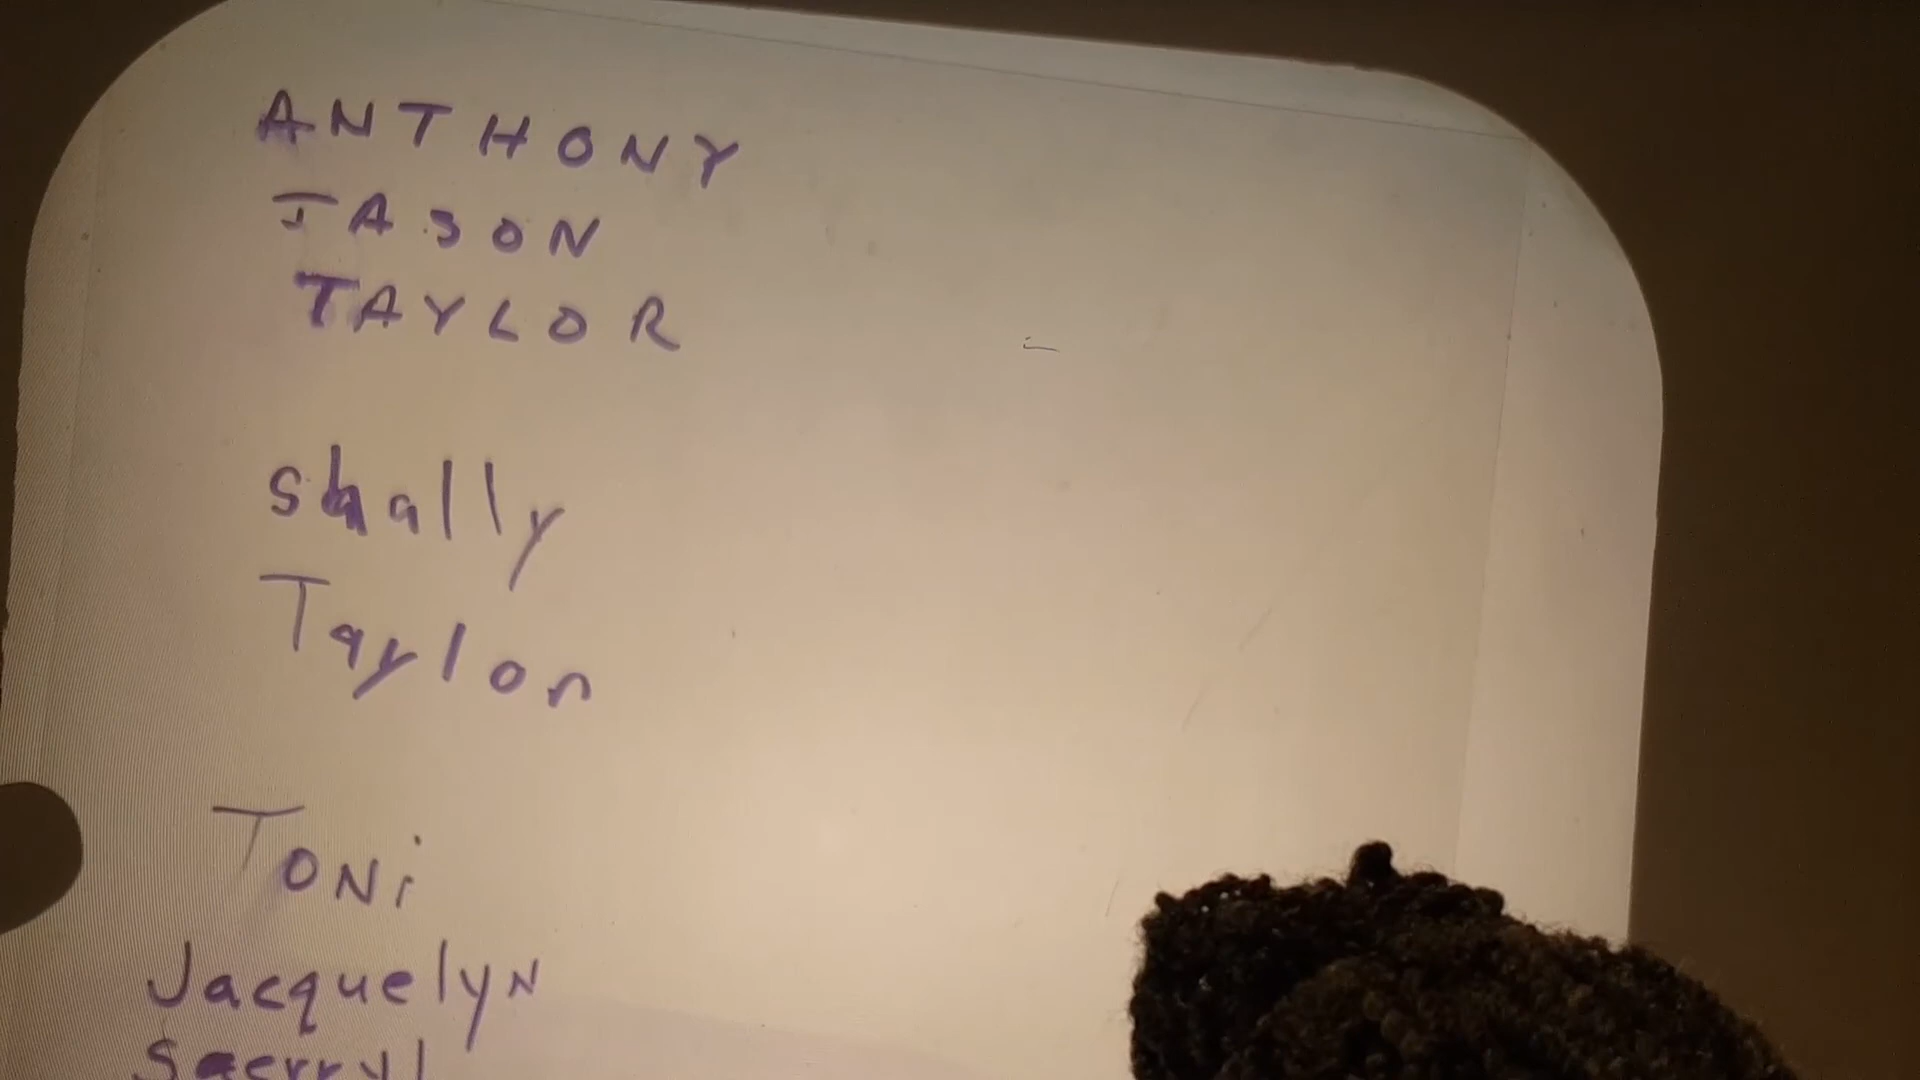 ANTHONY
JASON
TAYLOR
shally
Taylor
TONi
JacquelyN